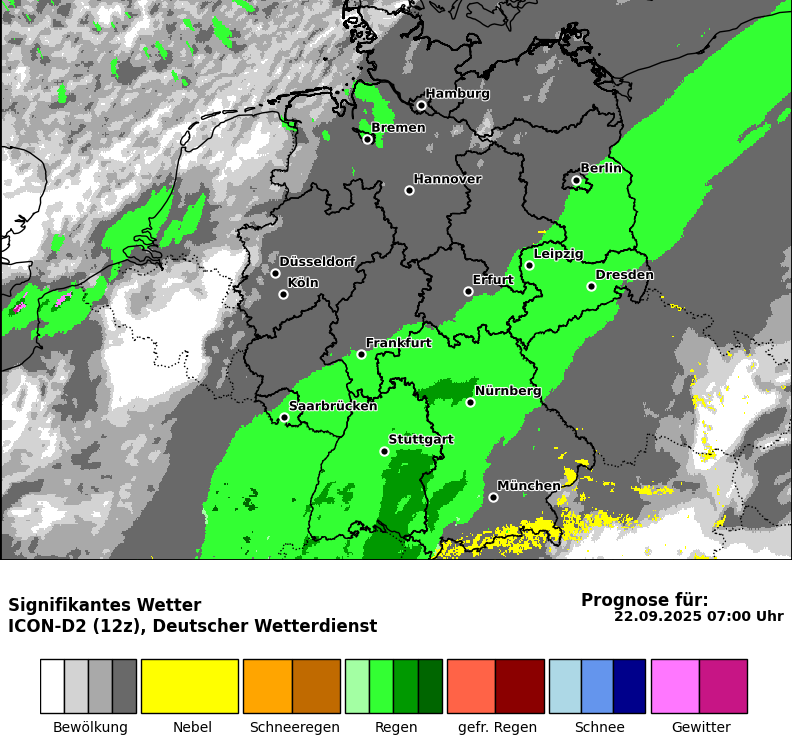 Hamburg
Bremen
Berlin
Hannover
Leipzig
Düsseldorf
Dresden
Köln
Erfurt
Frankfurt
Nürnberg
Saarbrücken
Stuttgart
München
Signifikantes Wetter
ICON-D2 (12z), Deutscher Wetterdienst
Prognose für:
22.09.2025 07:00 Uhr
Bewölkung Nebel Schneeregen Regen gefr. Regen Schnee Gewitter